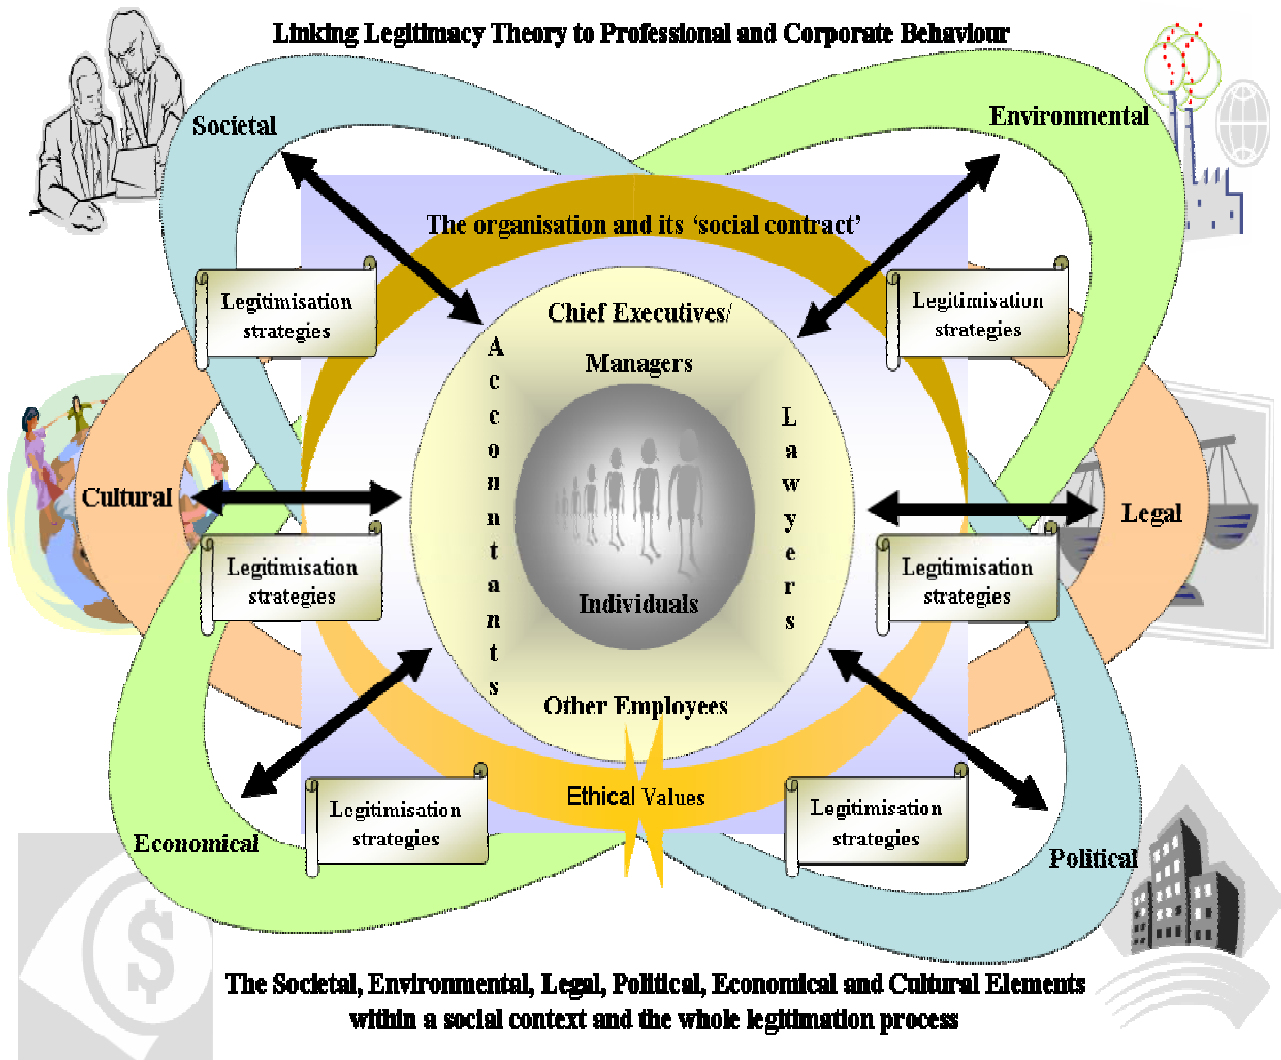 Linking Legitimacy Theory to Professional and Corporate Behaviour
Societal
Environmental
The organisation and its ‘social contract’
Legitimisation
strategies
Legitimisation
strategies
Chief Executives/
Managers
Accountants
Lawyers
Cultural
Legal
Individuals
Legitimisation
strategies
Legitimisation
strategies
Other Employees
Ethical Values
Legitimisation
strategies
Legitimisation
strategies
Economical
Political
$
The Societal, Environmental, Legal, Political, Economical and Cultural Elements
within a social context and the whole legitimation process